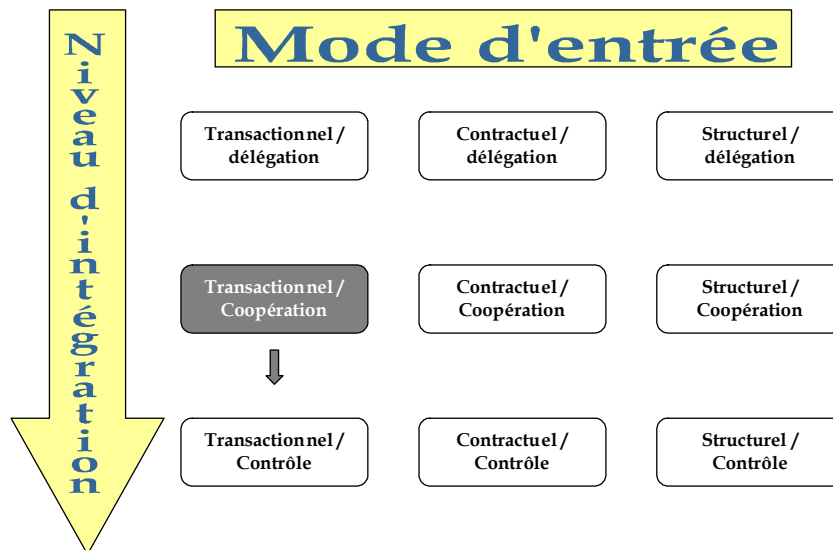 Mode d'entrée
Niveau d'intégration
Transactionnel /
délégation
Contractuel /
délégation
Structurel /
délégation
Transactionnel /
Coopération
Contractuel /
Coopération
Structurel /
Coopération
Transactionnel /
Contrôle
Contractuel /
Contrôle
Structurel /
Contrôle